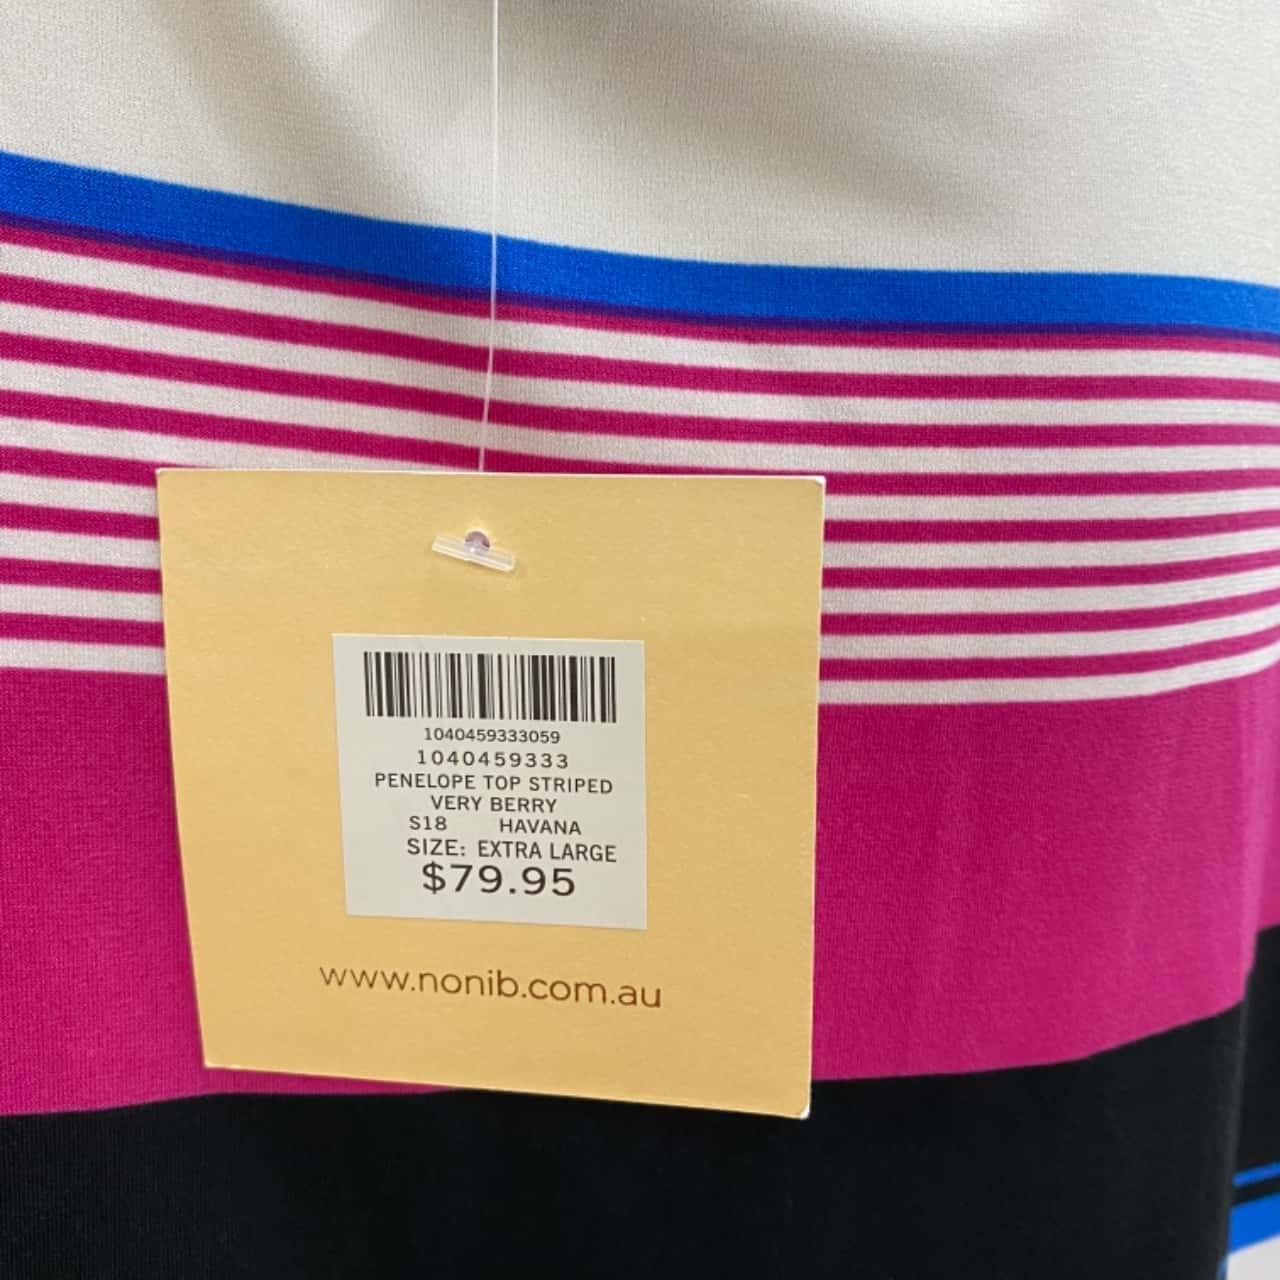 1040459333059
1040459333
PENELOPE TOP STRIPED
VERY BERRY
S18 HAVANA
SIZE: EXTRA LARGE
$79.95
www.nonib.com.au